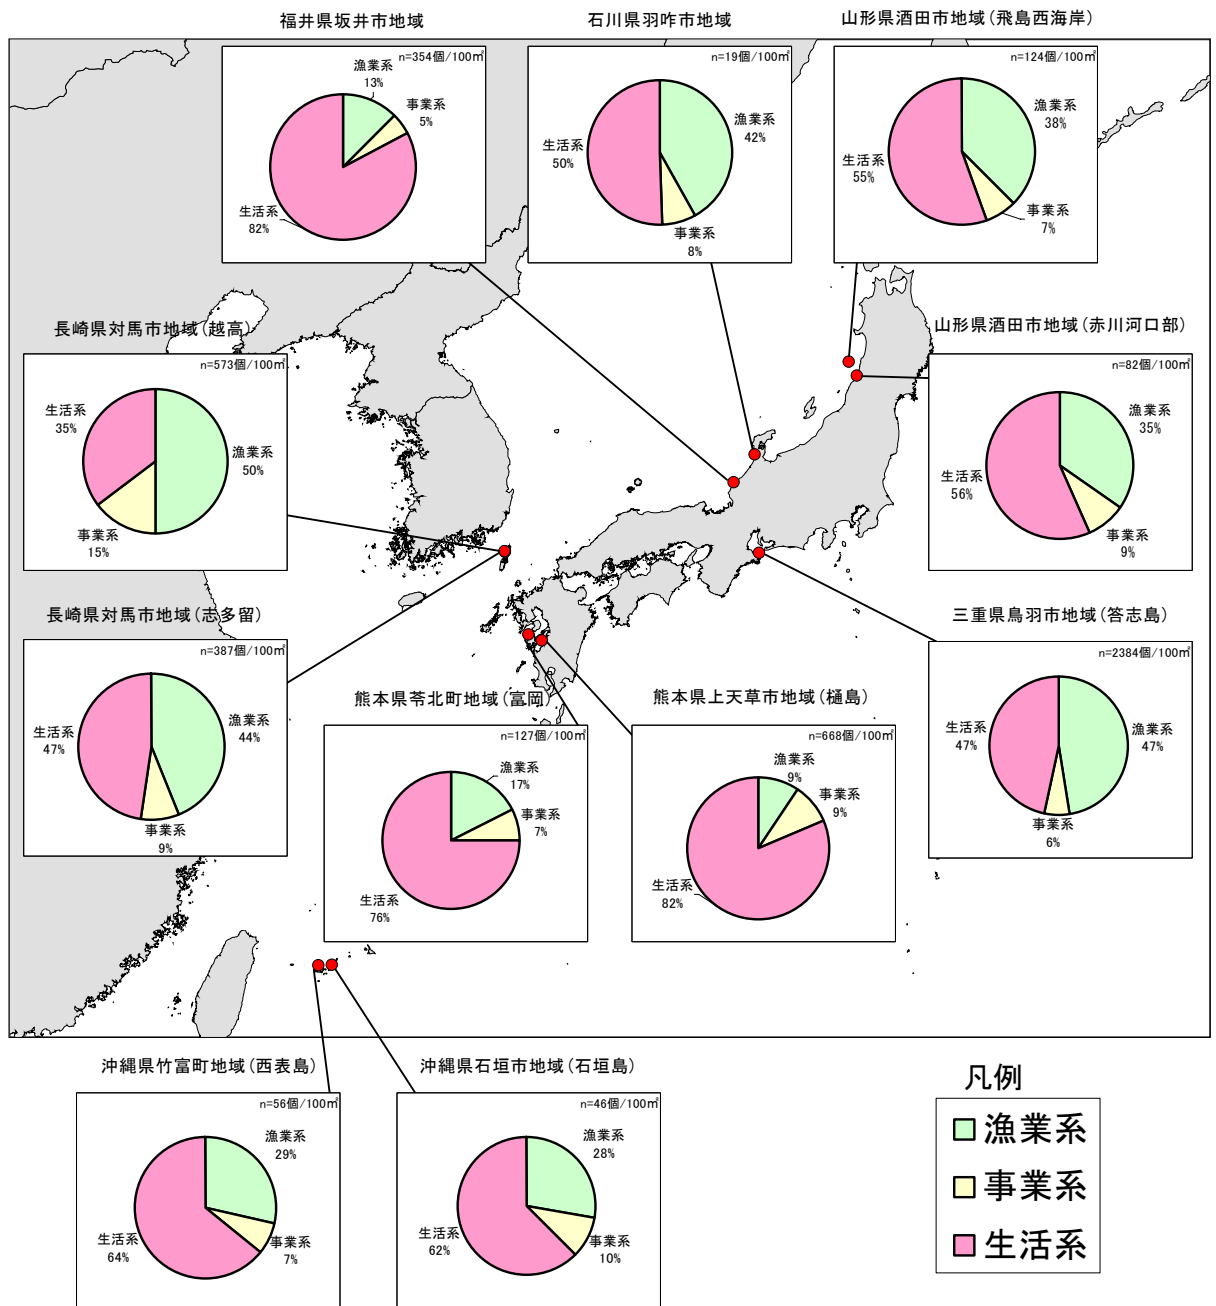 福井県坂井市地域
n=354個/100㎡
漁業系
13%
事業系
5%
生活系
82%
石川県羽咋市地域
n=19個/100㎡
漁業系
42%
生活系
50%
事業系
8%
山形県酒田市地域(飛島西海岸)
n=124個/100㎡
漁業系
38%
生活系
55%
事業系
7%
長崎県対馬市地域(越高)
n=573個/100㎡
生活系
35%
漁業系
50%
事業系
15%
山形県酒田市地域(赤川河口部)
n=82個/100㎡
漁業系
35%
生活系
56%
事業系
9%
長崎県対馬市地域(志多留)
n=387個/100㎡
漁業系
44%
生活系
47%
事業系
9%
熊本県苓北町地域(富岡)
n=127個/100㎡
漁業系
17%
事業系
7%
生活系
76%
熊本県上天草市地域(樋島)
n=668個/100㎡
漁業系
9%
事業系
9%
生活系
82%
三重県鳥羽市地域(答志島)
n=2384個/100㎡
生活系
47%
漁業系
47%
事業系
6%
沖縄県竹富町地域(西表島)
n=56個/100㎡
漁業系
29%
生活系
64%
事業系
7%
沖縄県石垣市地域(石垣島)
n=46個/100㎡
漁業系
28%
生活系
62%
事業系
10%
凡例
漁業系
事業系
生活系